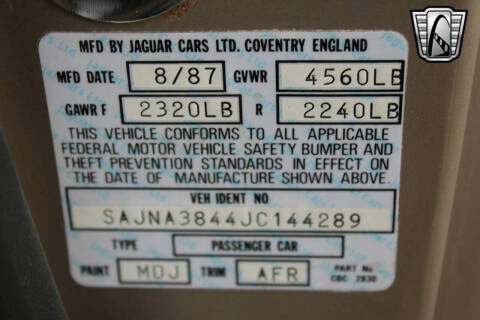 MFD BY JAGUAR CARS LTD. COVENTRY ENGLAND
MFD DATE 8/87 GVWR 4560LB
GAWR F 2320LB R 2240LB
THIS VEHICLE CONFORMS TO ALL APPLICABLE
FEDERAL MOTOR VEHICLE SAFETY BUMPER AND
THEFT PREVENTION STANDARDS IN EFFECT ON
THE DATE OF MANUFACTURE SHOWN ABOVE.
VEH IDENT NO
SAJNA3844JC144289
TYPE PASSENGER CAR
PAINT MDJ TRIM AFR PART No
CBC 2830